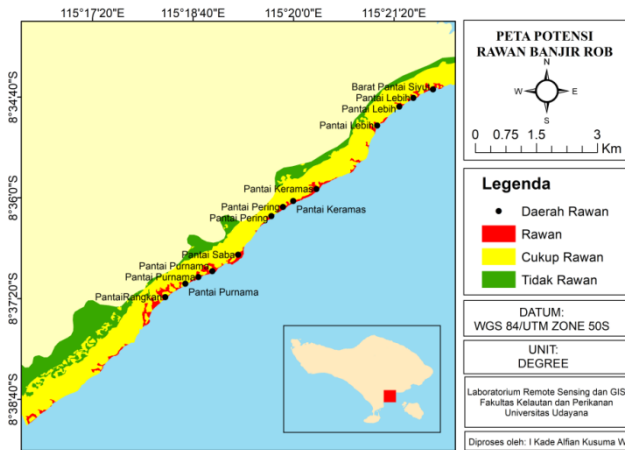 115°17'20"E
115°18'40"E
115°20'0"E
115°21'20"E
8°34'40"S
8°36'0"S
8°37'20"S
8°38'40"S
Barat Pantai Siyut
Pantai Lebih
Pantai Lebih
Pantai Lebih
Pantai Keramas
Pantai Keramas
Pantai Pering
Pantai Pering
Pantai Saba
Pantai Purnama
Pantai Purnama
Pantai Purnama
PantaiRangkan
PETA POTENSI
RAWAN BANJIR ROB
N
W
E
S
0 0.75 1.5 3
Km
Legenda
Daerah Rawan
Rawan
Cukup Rawan
Tidak Rawan
DATUM:
WGS 84/UTM ZONE 50S
UNIT:
DEGREE
Laboratorium Remote Sensing dan GIS
Fakultas Kelautan dan Perikanan
Universitas Udayana
Diproses oleh: I Kade Alfian Kusuma W